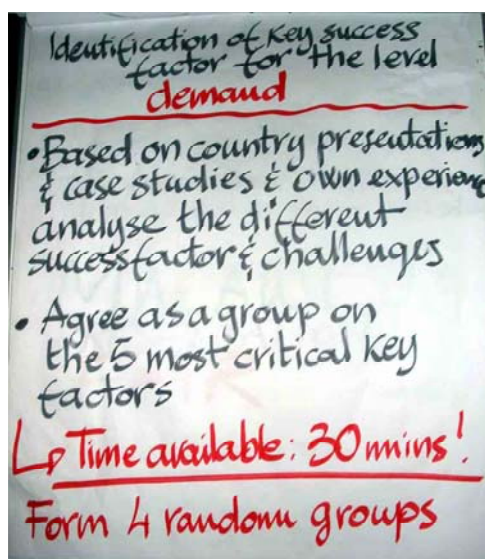 Identification of key success
factor for the level
demand
• Based on country presentations
& case studies & own experience
analyse the different
success factor & challenges
• Agree as a group on
the 5 most critical key
factors
↳ Time available: 30 mins!
Form 4 random groups